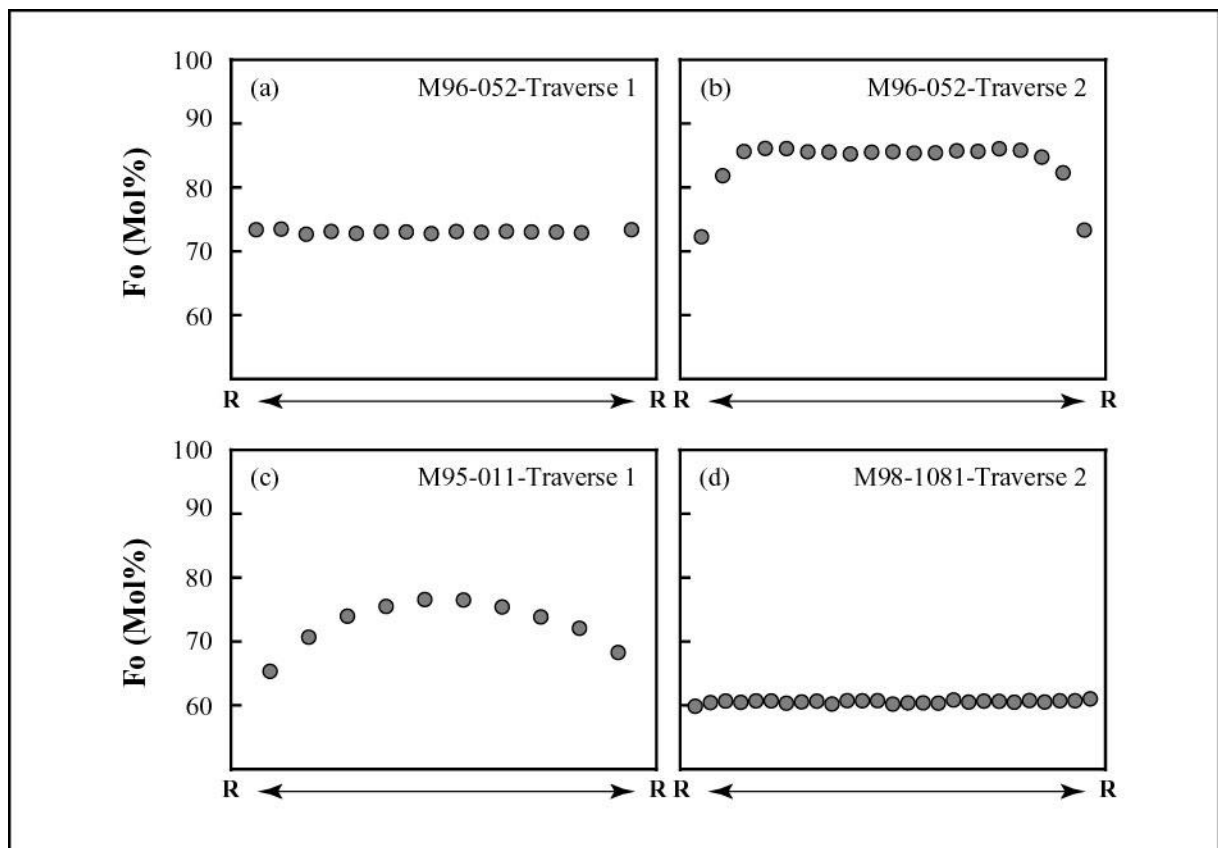 100
(a) M96-052-Traverse 1
(b) M96-052-Traverse 2
90
80
70
60
Fo (Mol%)
R R R R
100
(c) M95-011-Traverse 1
(d) M98-1081-Traverse 2
90
80
70
60
Fo (Mol%)
R R R R